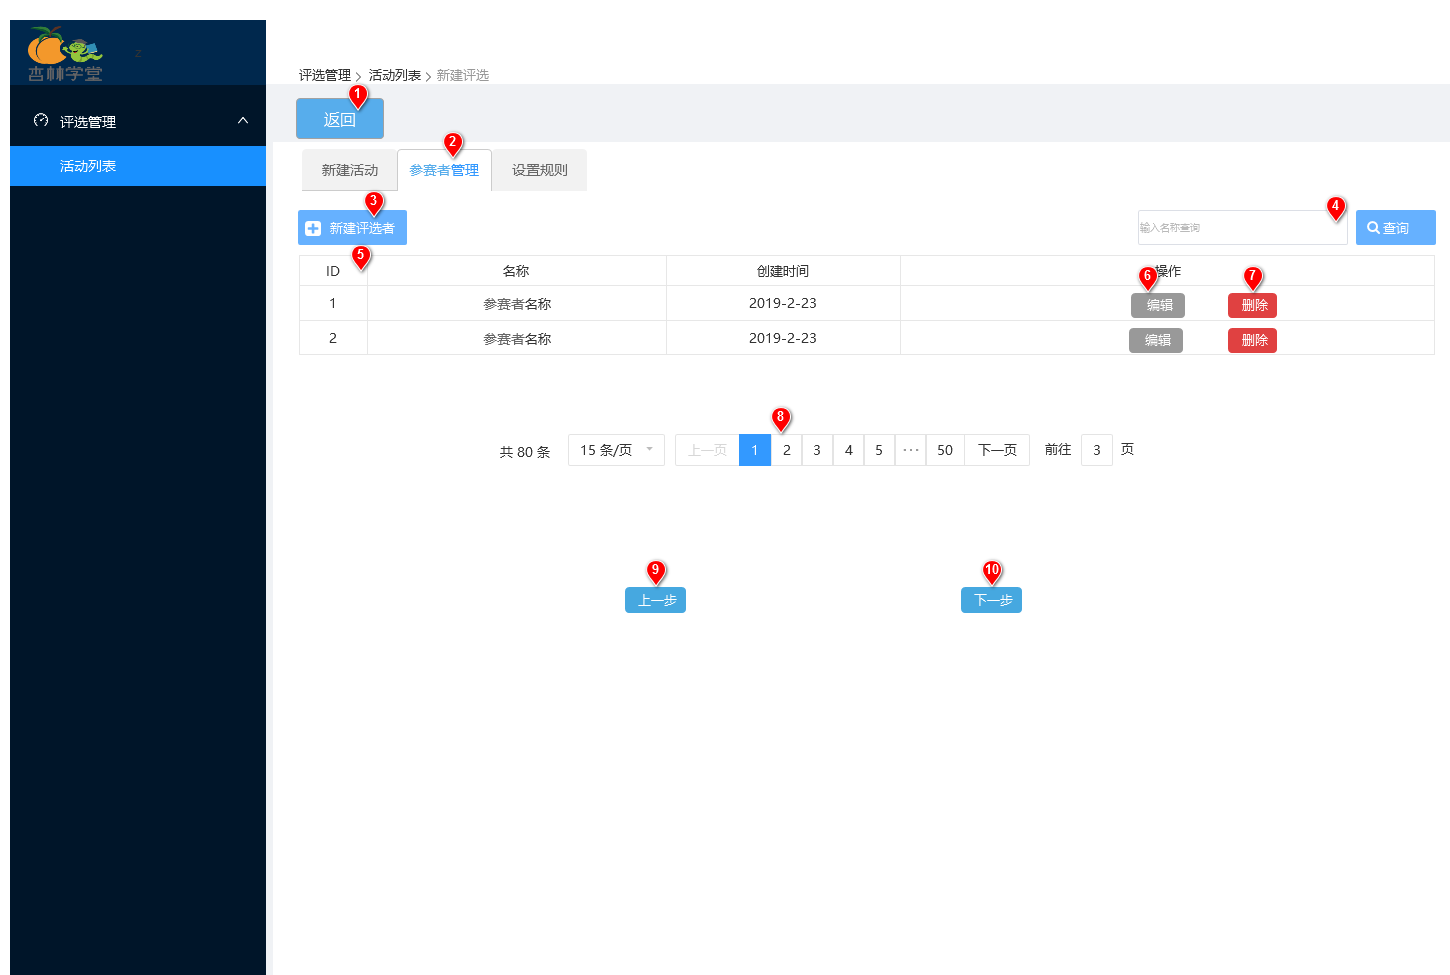 杏林学堂
z
评选管理
活动列表
评选管理 > 活动列表 > 新建评选
1
返回
2
新建活动
参赛者管理
设置规则
3
新建评选者
输入名称查询
4
查询
5
ID 名称 创建时间 操作
6
7
1 参赛者名称 2019-2-23 编辑 删除
2 参赛者名称 2019-2-23 编辑 删除
8
共 80 条 15 条/页 上一页 1 2 3 4 5 ··· 50 下一页 前往 3 页
9
10
上一步
下一步